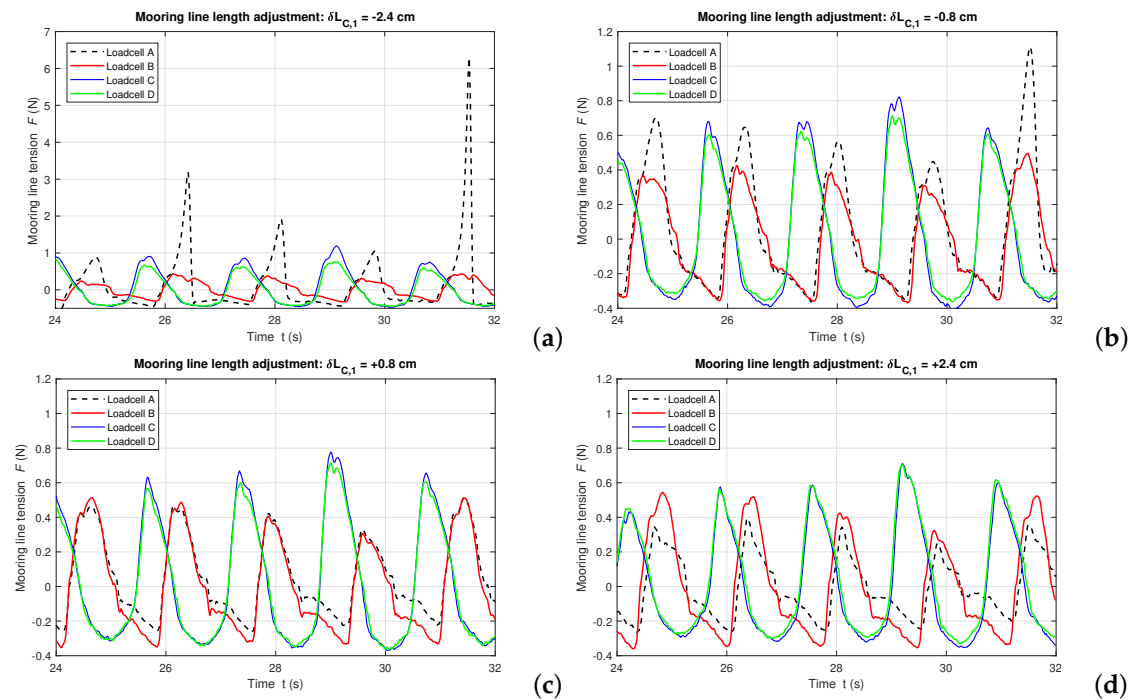 Mooring line length adjustment: δL_C,1 = -2.4 cm
7
6
5
4
3
2
1
0
Mooring line tension F (N)
Loadcell A
Loadcell B
Loadcell C
Loadcell D
24 26 28 30 32
Time t (s)
(a)
Mooring line length adjustment: δL_C,1 = -0.8 cm
1.2
1
0.8
0.6
0.4
0.2
0
-0.2
-0.4
Mooring line tension F (N)
Loadcell A
Loadcell B
Loadcell C
Loadcell D
24 26 28 30 32
Time t (s)
(b)
Mooring line length adjustment: δL_C,1 = +0.8 cm
1.2
1
0.8
0.6
0.4
0.2
0
-0.2
-0.4
Mooring line tension F (N)
Loadcell A
Loadcell B
Loadcell C
Loadcell D
24 26 28 30 32
Time t (s)
(c)
Mooring line length adjustment: δL_C,1 = +2.4 cm
1.2
1
0.8
0.6
0.4
0.2
0
-0.2
-0.4
Mooring line tension F (N)
Loadcell A
Loadcell B
Loadcell C
Loadcell D
24 26 28 30 32
Time t (s)
(d)